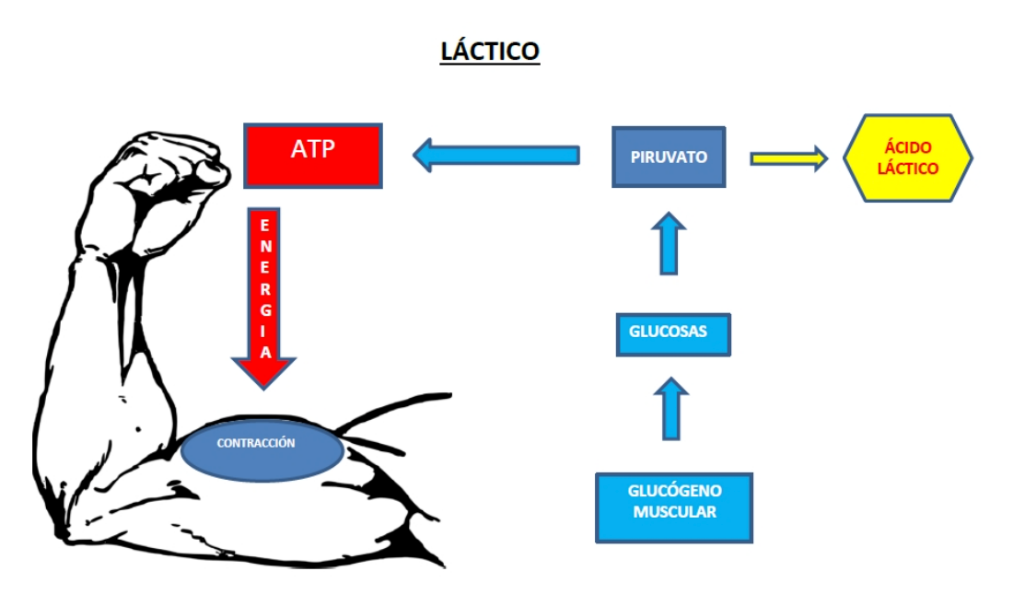 LÁCTICO
ATP
PIRUVATO
ÁCIDO
LÁCTICO
E
N
E
R
G
I
A
GLUCOSAS
CONTRACCIÓN
GLUCÓGENO
MUSCULAR